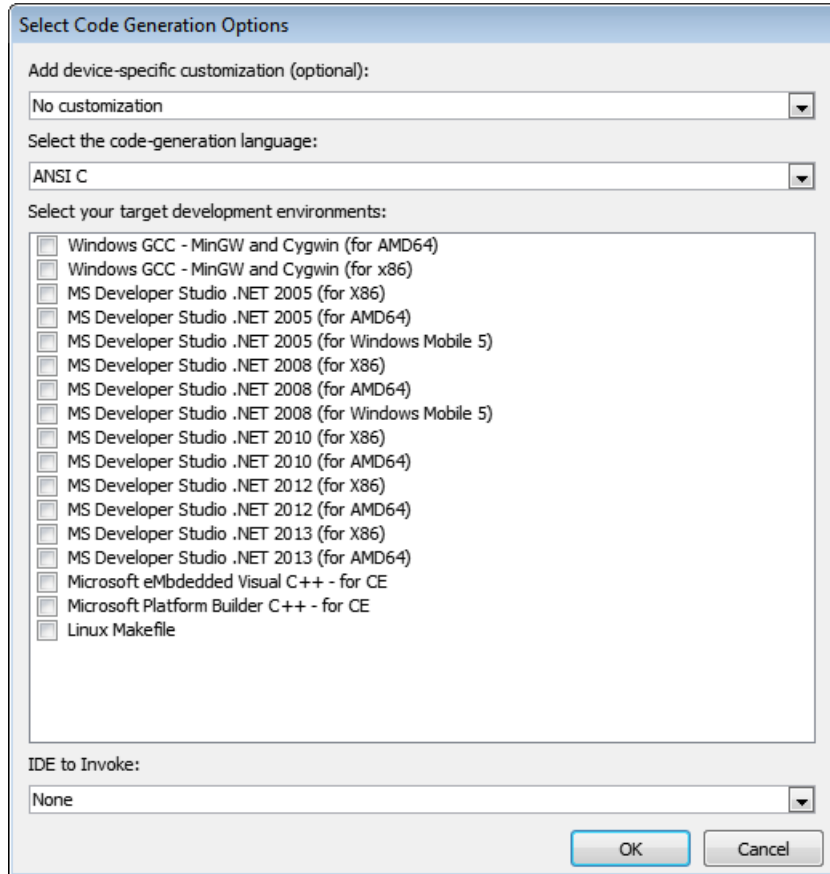 Select Code Generation Options
Add device-specific customization (optional):
No customization
Select the code-generation language:
ANSI C
Select your target development environments:
Windows GCC - MinGW and Cygwin (for AMD64)
Windows GCC - MinGW and Cygwin (for x86)
MS Developer Studio .NET 2005 (for X86)
MS Developer Studio .NET 2005 (for AMD64)
MS Developer Studio .NET 2005 (for Windows Mobile 5)
MS Developer Studio .NET 2008 (for X86)
MS Developer Studio .NET 2008 (for AMD64)
MS Developer Studio .NET 2008 (for Windows Mobile 5)
MS Developer Studio .NET 2010 (for X86)
MS Developer Studio .NET 2010 (for AMD64)
MS Developer Studio .NET 2012 (for X86)
MS Developer Studio .NET 2012 (for AMD64)
MS Developer Studio .NET 2013 (for X86)
MS Developer Studio .NET 2013 (for AMD64)
Microsoft eMbdedded Visual C++ - for CE
Microsoft Platform Builder C++ - for CE
Linux Makefile
IDE to Invoke:
None
OK Cancel